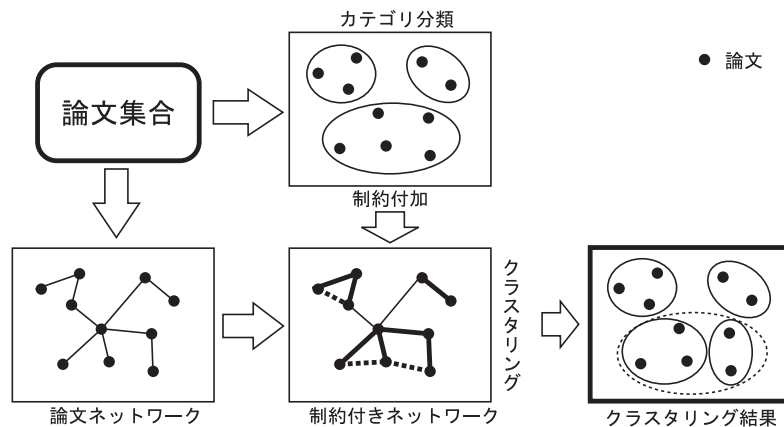 カテゴリ分類
論文
論文集合
制約付加
クラスタリング
論文ネットワーク
制約付きネットワーク
クラスタリング結果